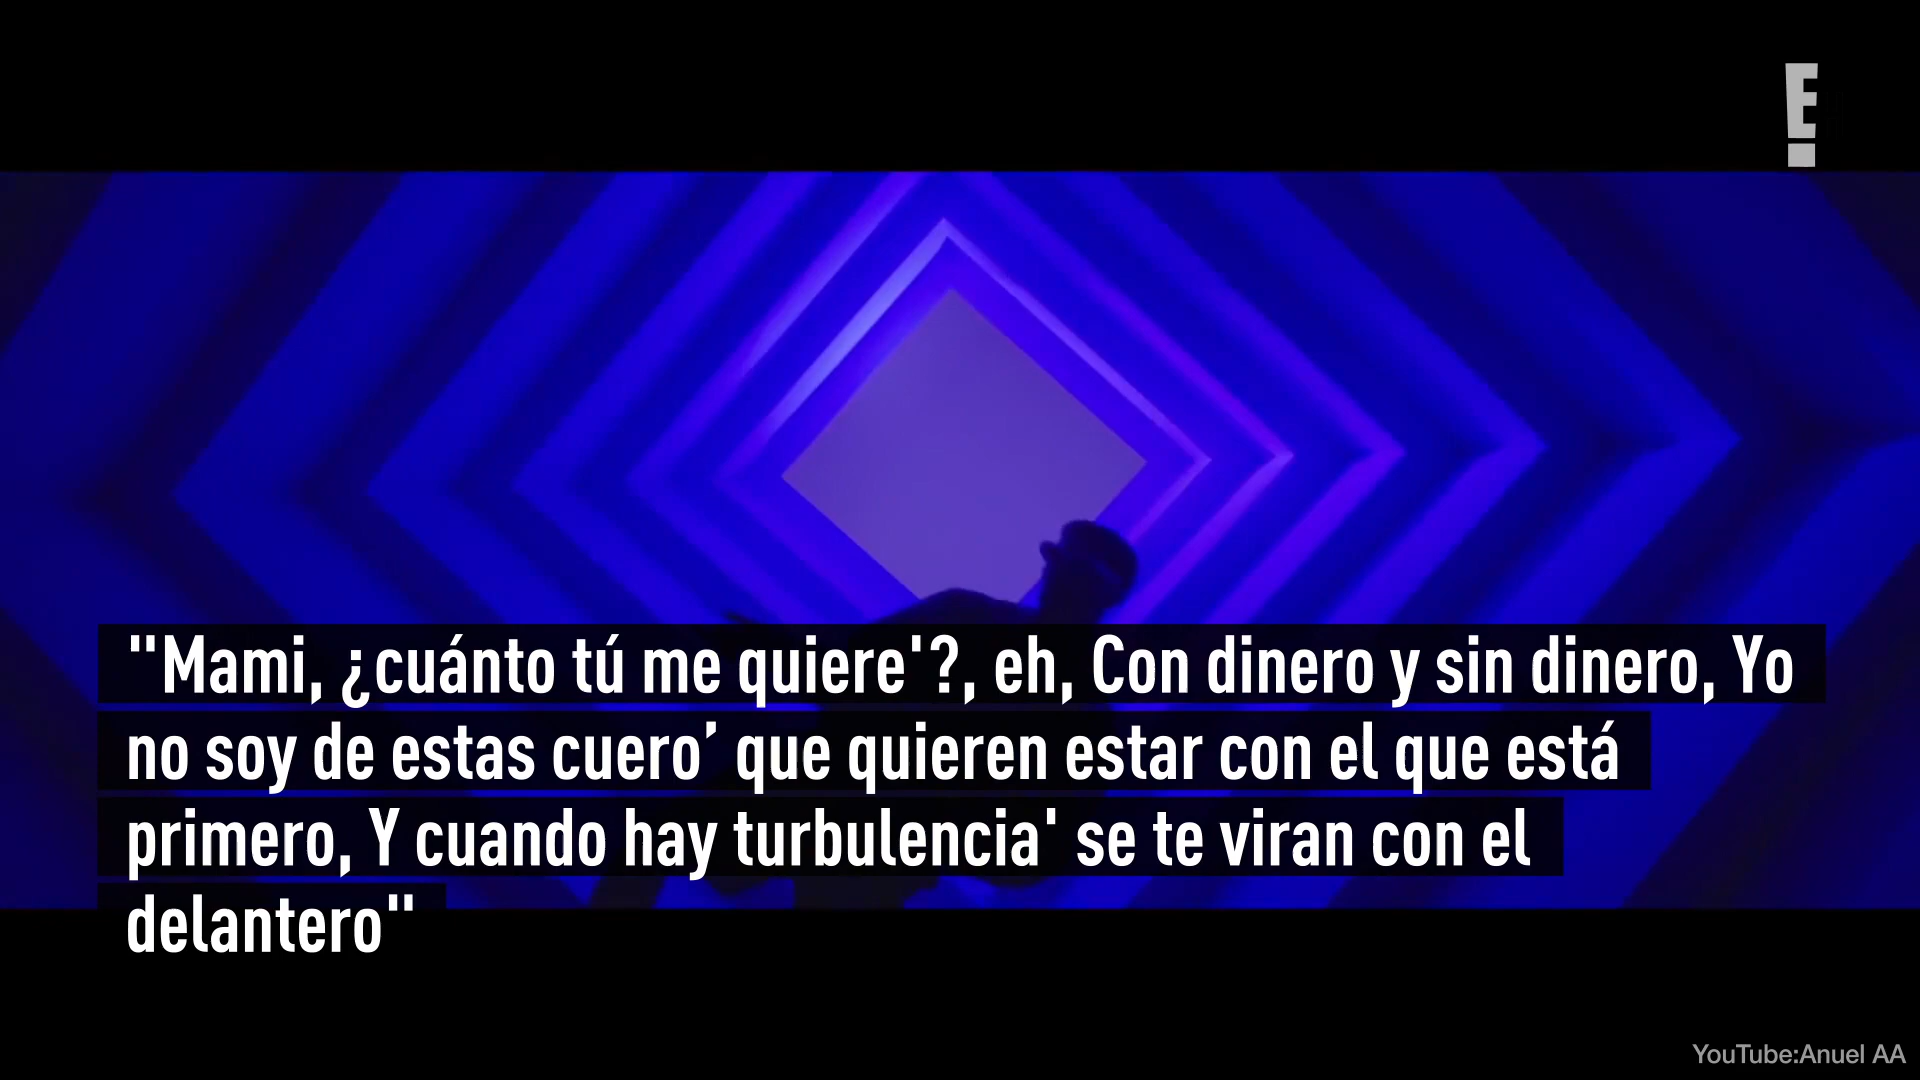 E!
"Mami, ¿cuánto tú me quiere'?, eh, Con dinero y sin dinero, Yo
no soy de estas cuero’ que quieren estar con el que está
primero, Y cuando hay turbulencia' se te viran con el
delantero"
YouTube:Anuel AA